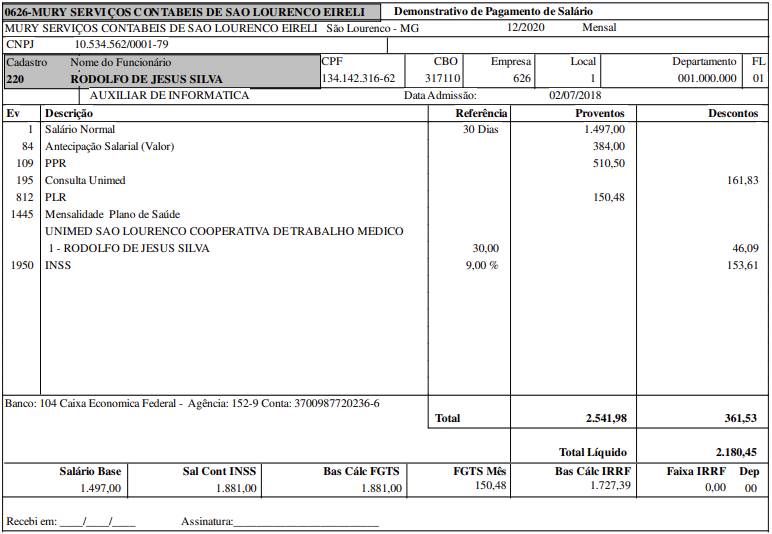 0626-MURY SERVIÇOS CONTABEIS DE SAO LOURENCO EIRELI Demonstrativo de Pagamento de Salário
MURY SERVIÇOS CONTABEIS DE SAO LOURENCO EIRELI São Lourenco - MG 12/2020 Mensal
CNPJ 10.534.562/0001-79
Cadastro Nome do Funcionário CPF CBO Empresa Local Departamento FL
220 RODOLFO DE JESUS SILVA 134.142.316-62 317110 626 1 001.000.000 01
AUXILIAR DE INFORMATICA Data Admissão: 02/07/2018
Ev Descrição Referência Proventos Descontos
1 Salário Normal 30 Dias 1.497,00
84 Antecipação Salarial (Valor) 384,00
109 PPR 510,50
195 Consulta Unimed 161,83
812 PLR 150,48
1445 Mensalidade Plano de Saúde
UNIMED SAO LOURENCO COOPERATIVA DE TRABALHO MEDICO
1 - RODOLFO DE JESUS SILVA 30,00 46,09
1950 INSS 9,00 % 153,61
Banco: 104 Caixa Economica Federal - Agência: 152-9 Conta: 3700987720236-6
Total 2.541,98 361,53
Total Líquido 2.180,45
Salário Base Sal Cont INSS Bas Cálc FGTS FGTS Mês Bas Cálc IRRF Faixa IRRF Dep
1.497,00 1.881,00 1.881,00 150,48 1.727,39 0,00 00
Recebi em: ____/____/____ Assinatura:_________________________